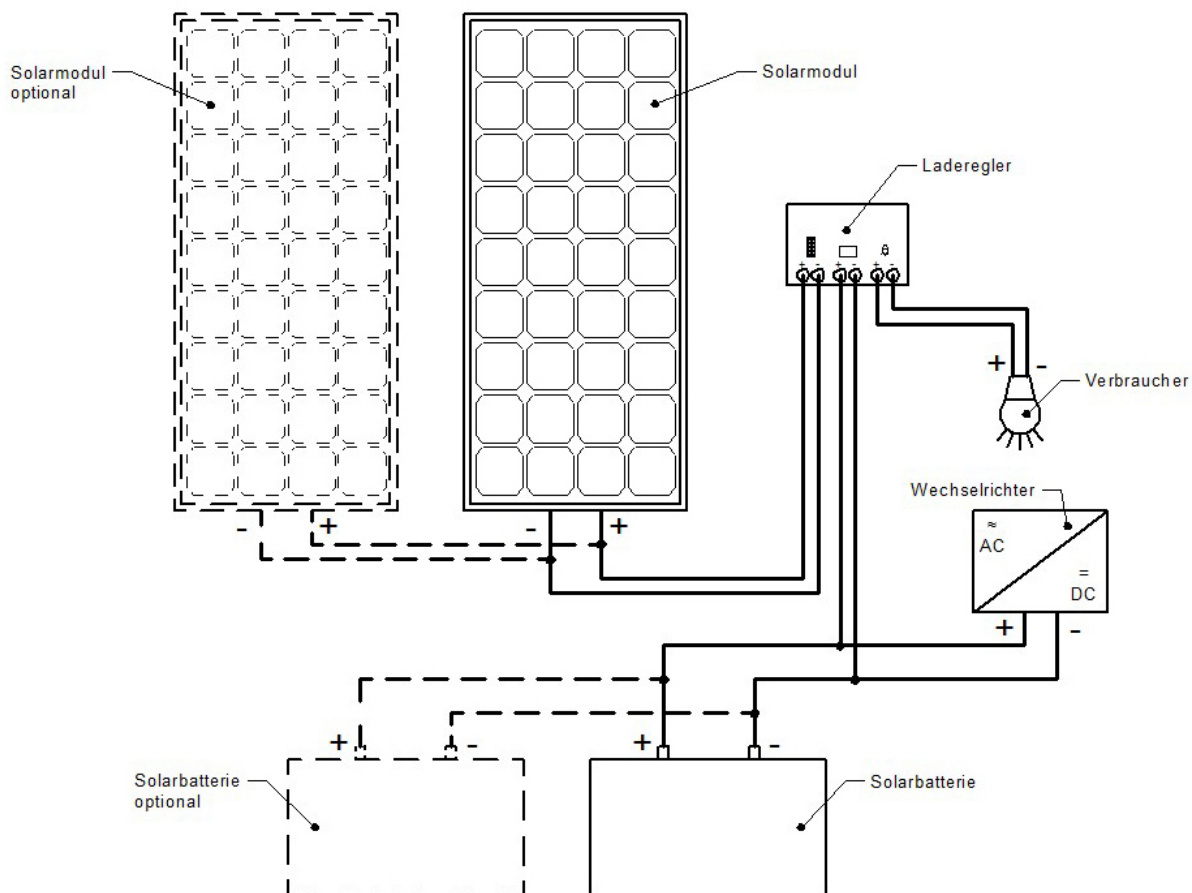 Solarmodul
optional
Solarmodul
Laderegler
+ - + - + -
+ -
Verbraucher
Wechselrichter
≈
AC
=
DC
- +
- +
+ -
+ -
+ -
Solarbatterie
optional
Solarbatterie